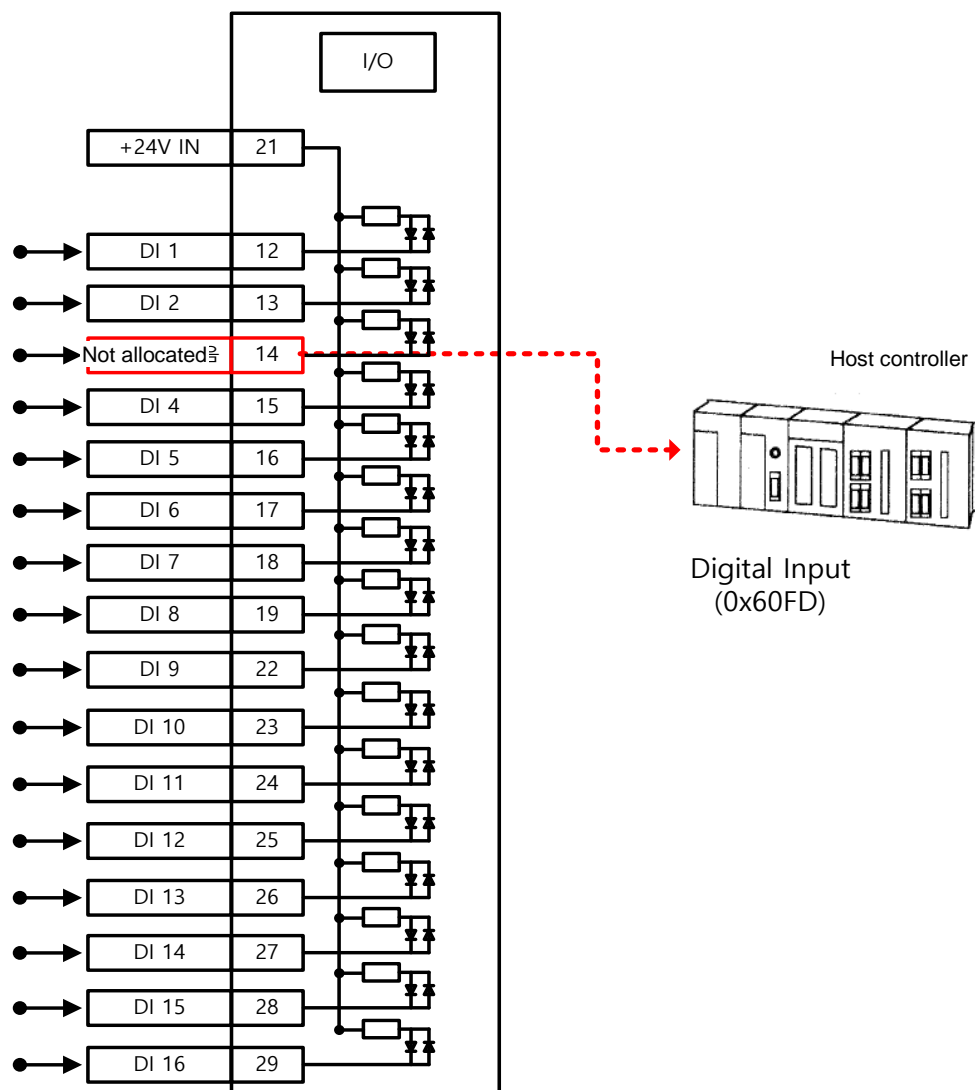 I/O
+24V IN 21
DI 1 12
DI 2 13
Not allocated 14
DI 4 15
DI 5 16
DI 6 17
DI 7 18
DI 8 19
DI 9 22
DI 10 23
DI 11 24
DI 12 25
DI 13 26
DI 14 27
DI 15 28
DI 16 29
Host controller
Digital Input
(0x60FD)